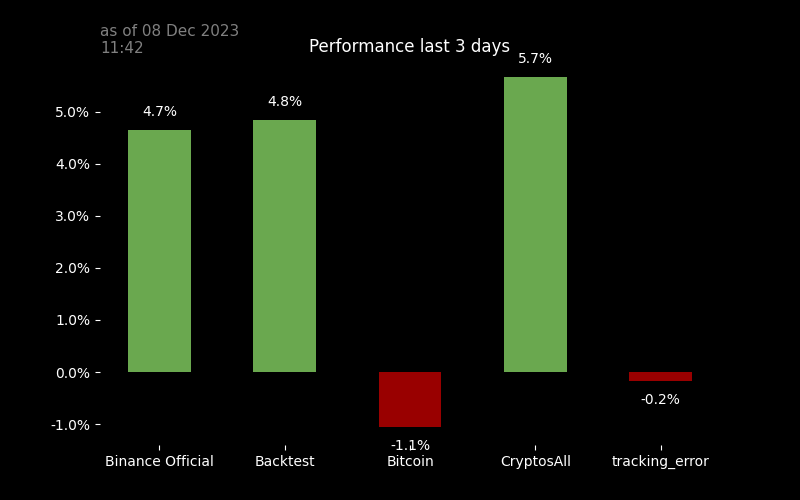 as of 08 Dec 2023
11:42
Performance last 3 days
5.7%
4.7%
4.8%
5.0%
4.0%
3.0%
2.0%
1.0%
0.0%
-1.0%
-0.2%
-1.1%
Binance Official
Backtest
Bitcoin
CryptosAll
tracking_error